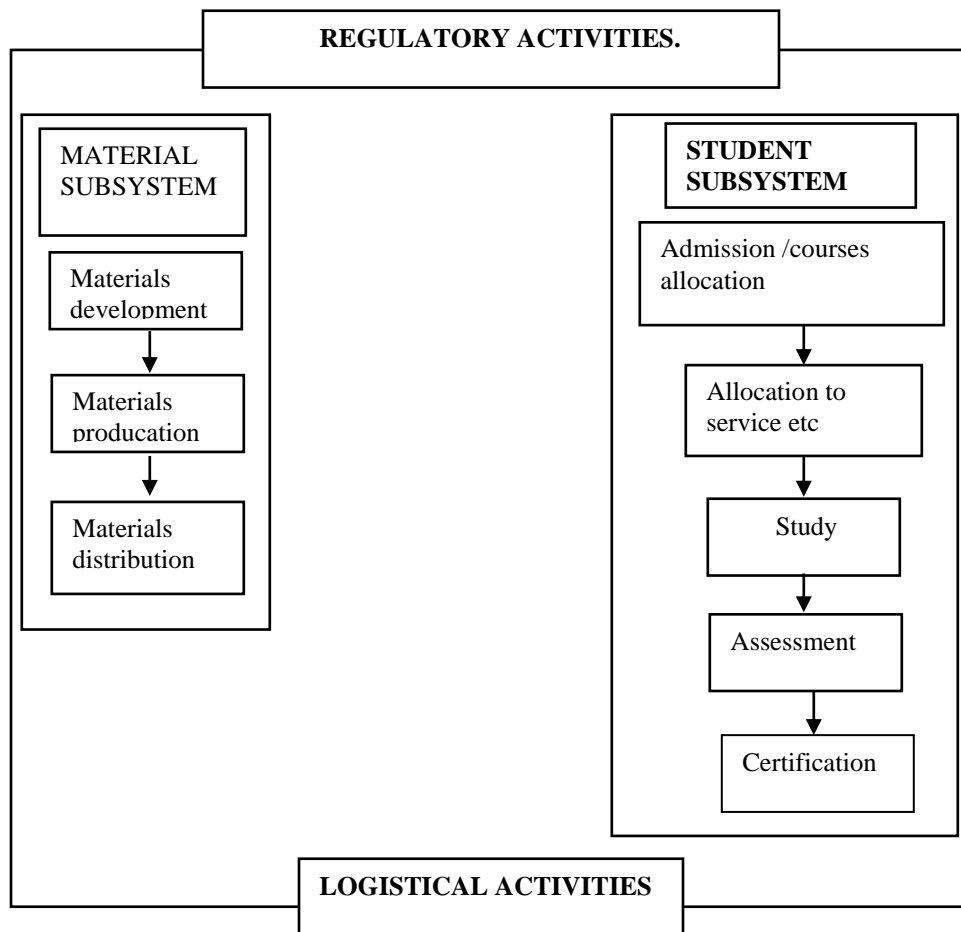 REGULATORY ACTIVITIES.
MATERIAL
SUBSYSTEM
Materials
development
Materials
producation
Materials
distribution
STUDENT
SUBSYSTEM
Admission /courses
allocation
Allocation to
service etc
Study
Assessment
Certification
LOGISTICAL ACTIVITIES